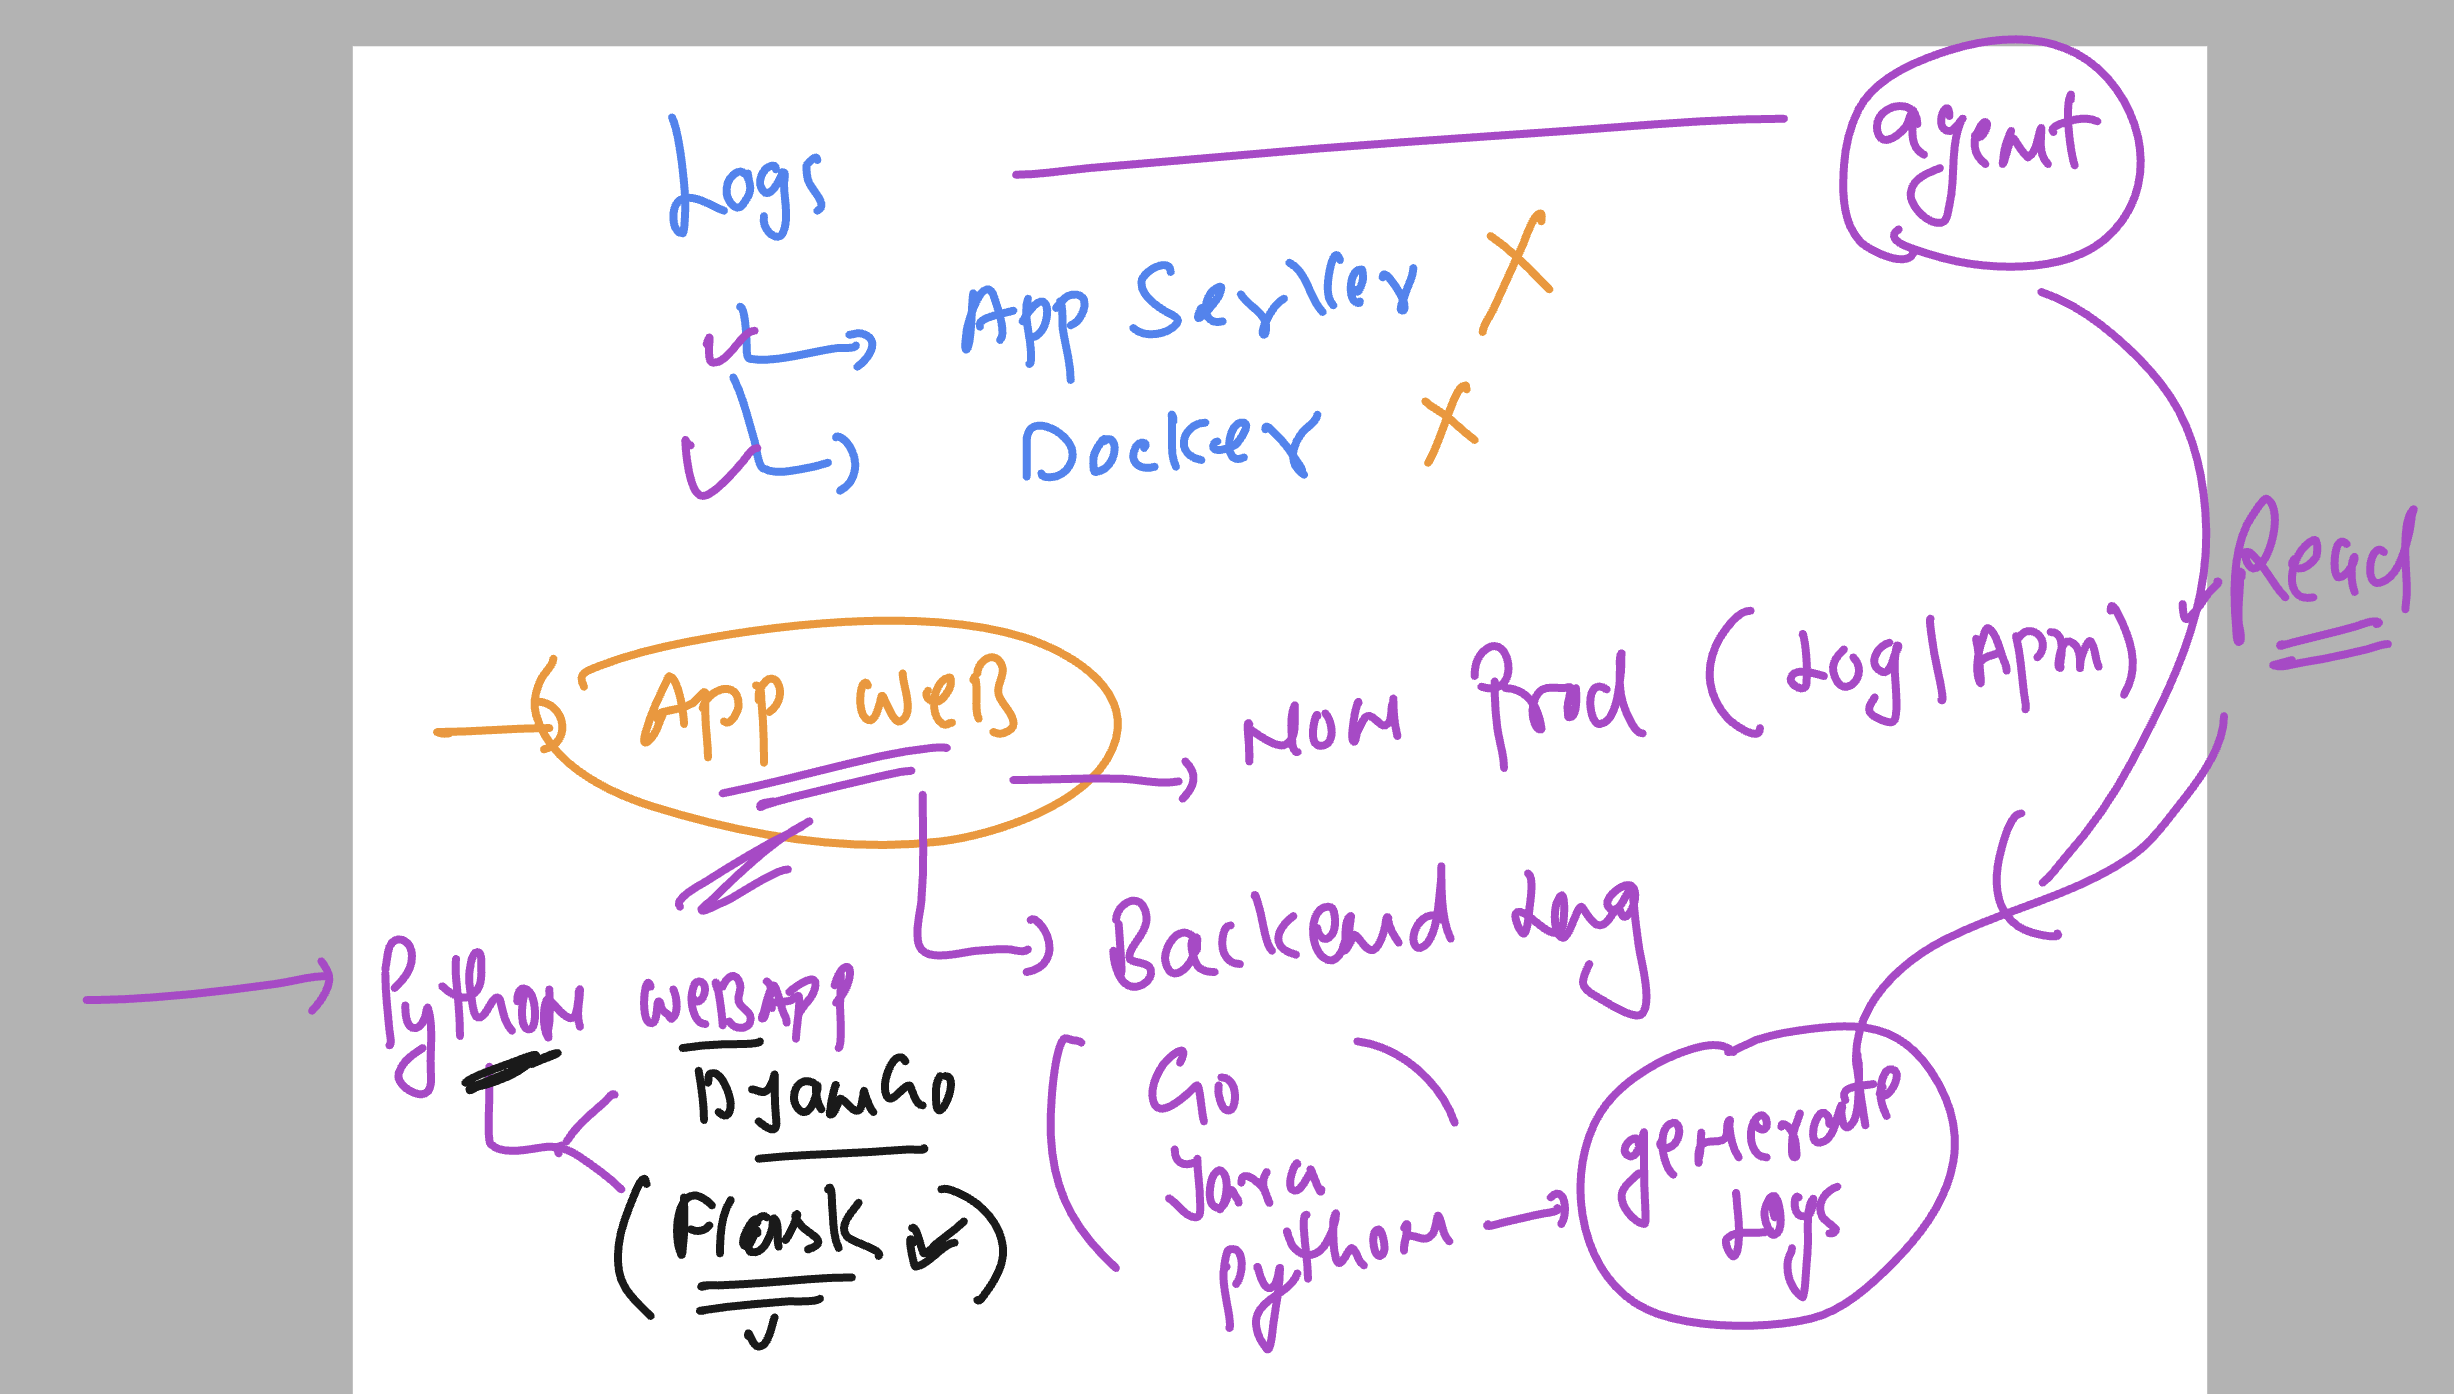 Logs
agent
App Server X
Docker X
Read
App WeB
Non Prod (Log | APM)
Backend Lang
Python WEBAPP
DJanGo
(Flask)
Go
Java
Python
generate
Logs